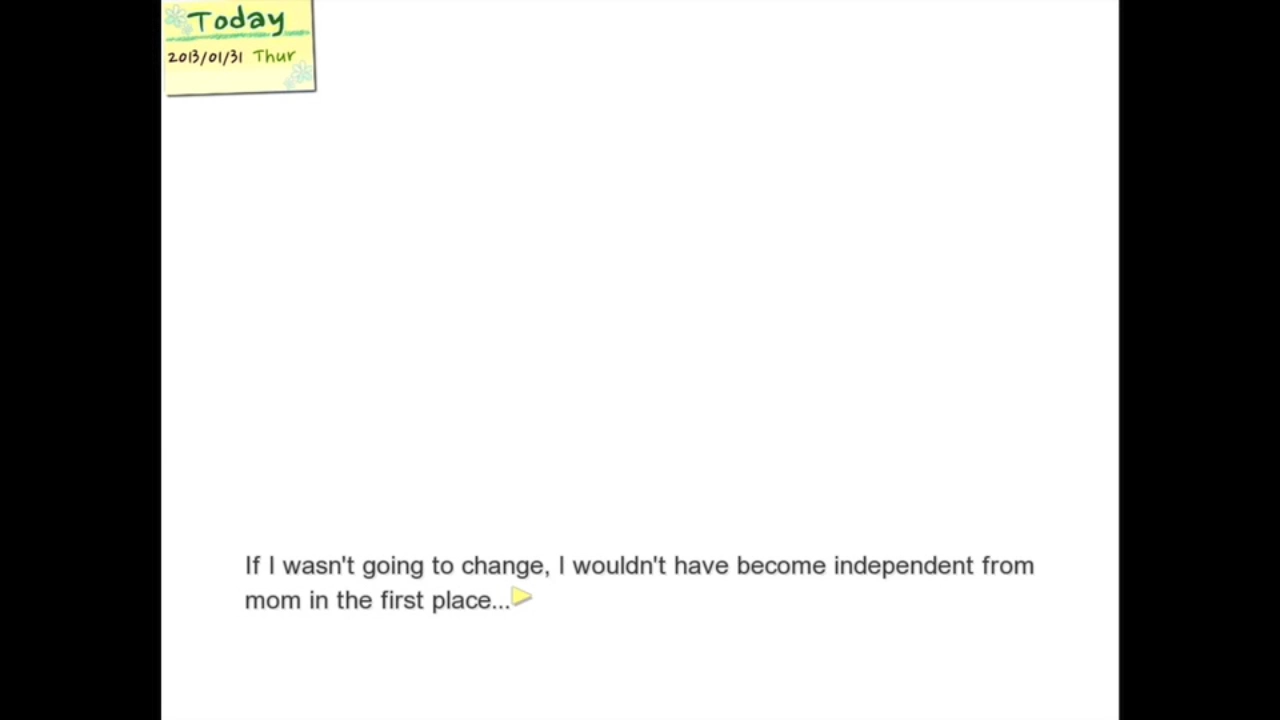 Today
2013/01/31 Thur
If I wasn't going to change, I wouldn't have become independent from
mom in the first place...